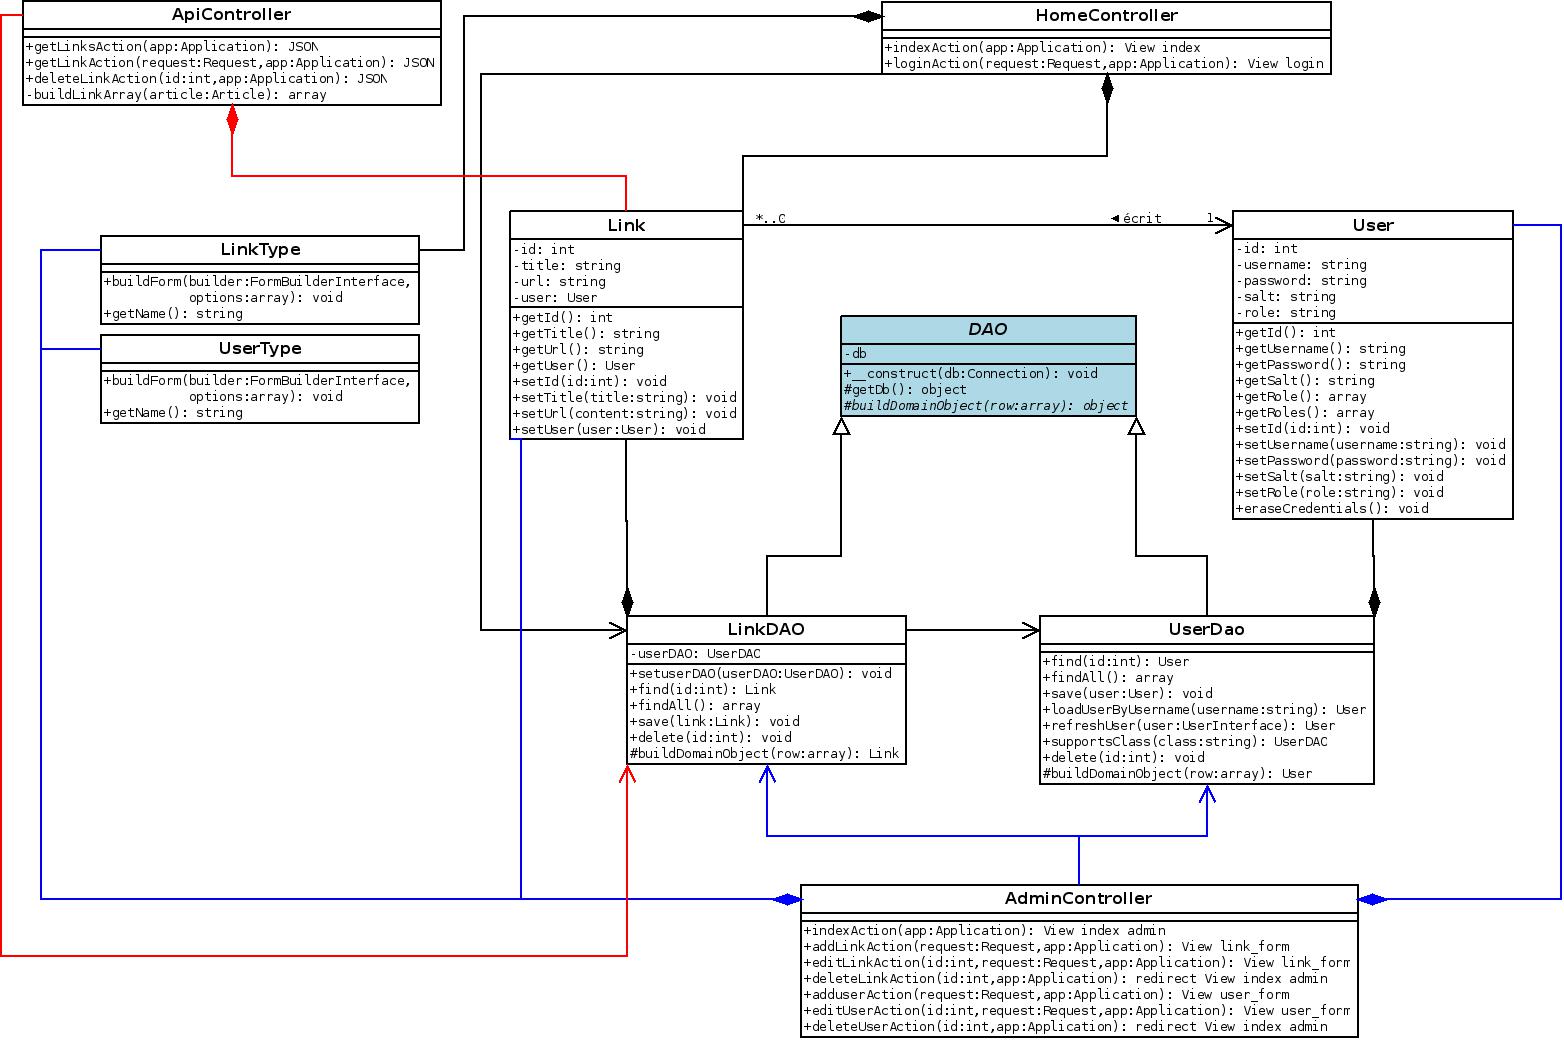 ApiController
+getLinksAction(app:Application): JSON
+getLinkAction(request:Request,app:Application): JSON
+deleteLinkAction(id:int,app:Application): JSON
-buildLinkArray(article:Article): array
HomeController
+indexAction(app:Application): View index
+loginAction(request:Request,app:Application): View login
LinkType
+buildForm(builder:FormBuilderInterface,
options:array): void
+getName(): string
UserType
+buildForm(builder:FormBuilderInterface,
options:array): void
+getName(): string
Link
-id: int
-title: string
-url: string
-user: User
+getId(): int
+getTitle(): string
+getUrl(): string
+getUser(): User
+setId(id:int): void
+setTitle(title:string): void
+setUrl(content:string): void
+setUser(user:User): void
*..0
◄ écrit
1
User
-id: int
-username: string
-password: string
-salt: string
-role: string
+getId(): int
+getUsername(): string
+getPassword(): string
+getSalt(): string
+getRole(): array
+getRoles(): array
+setId(id:int): void
+setUsername(username:string): void
+setPassword(password:string): void
+setSalt(salt:string): void
+setRole(role:string): void
+eraseCredentials(): void
DAO
-db
+__construct(db:Connection): void
#getDb(): object
#buildDomainObject(row:array): object
LinkDAO
-userDAO: UserDAO
+setuserDAO(userDAO:UserDAO): void
+find(id:int): Link
+findAll(): array
+save(link:Link): void
+delete(id:int): void
#buildDomainObject(row:array): Link
UserDao
+find(id:int): User
+findAll(): array
+save(user:User): void
+loadUserByUsername(username:string): User
+refreshUser(user:UserInterface): User
+supportsClass(class:string): UserDAO
+delete(id:int): void
#buildDomainObject(row:array): User
AdminController
+indexAction(app:Application): View index admin
+addLinkAction(request:Request,app:Application): View link_form
+editLinkAction(id:int,request:Request,app:Application): View link_form
+deleteLinkAction(id:int,app:Application): redirect View index admin
+adduserAction(request:Request,app:Application): View user_form
+editUserAction(id:int,request:Request,app:Application): View user_form
+deleteUserAction(id:int,app:Application): redirect View index admin